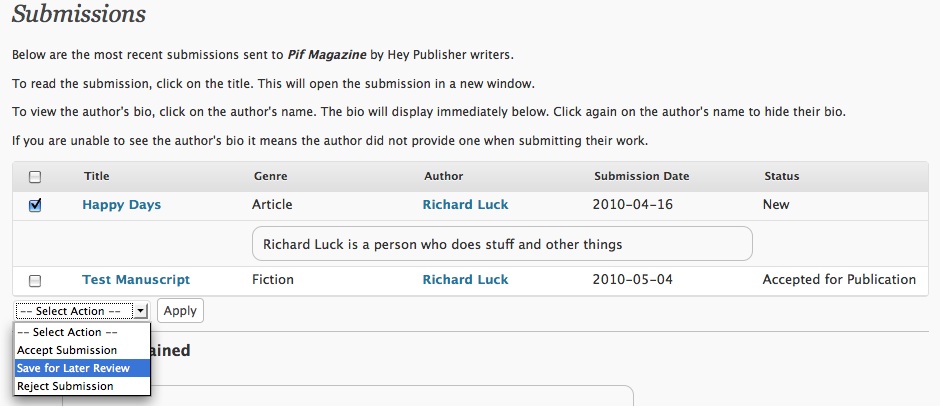 Submissions
Below are the most recent submissions sent to Pif Magazine by Hey Publisher writers.
To read the submission, click on the title. This will open the submission in a new window.
To view the author's bio, click on the author's name. The bio will display immediately below. Click again on the author's name to hide their bio.
If you are unable to see the author's bio it means the author did not provide one when submitting their work.
Title Genre Author Submission Date Status
Happy Days Article Richard Luck 2010-04-16 New
Richard Luck is a person who does stuff and other things
Test Manuscript Fiction Richard Luck 2010-05-04 Accepted for Publication
-- Select Action -- Apply
-- Select Action --
Accept Submission
Save for Later Review
Reject Submission